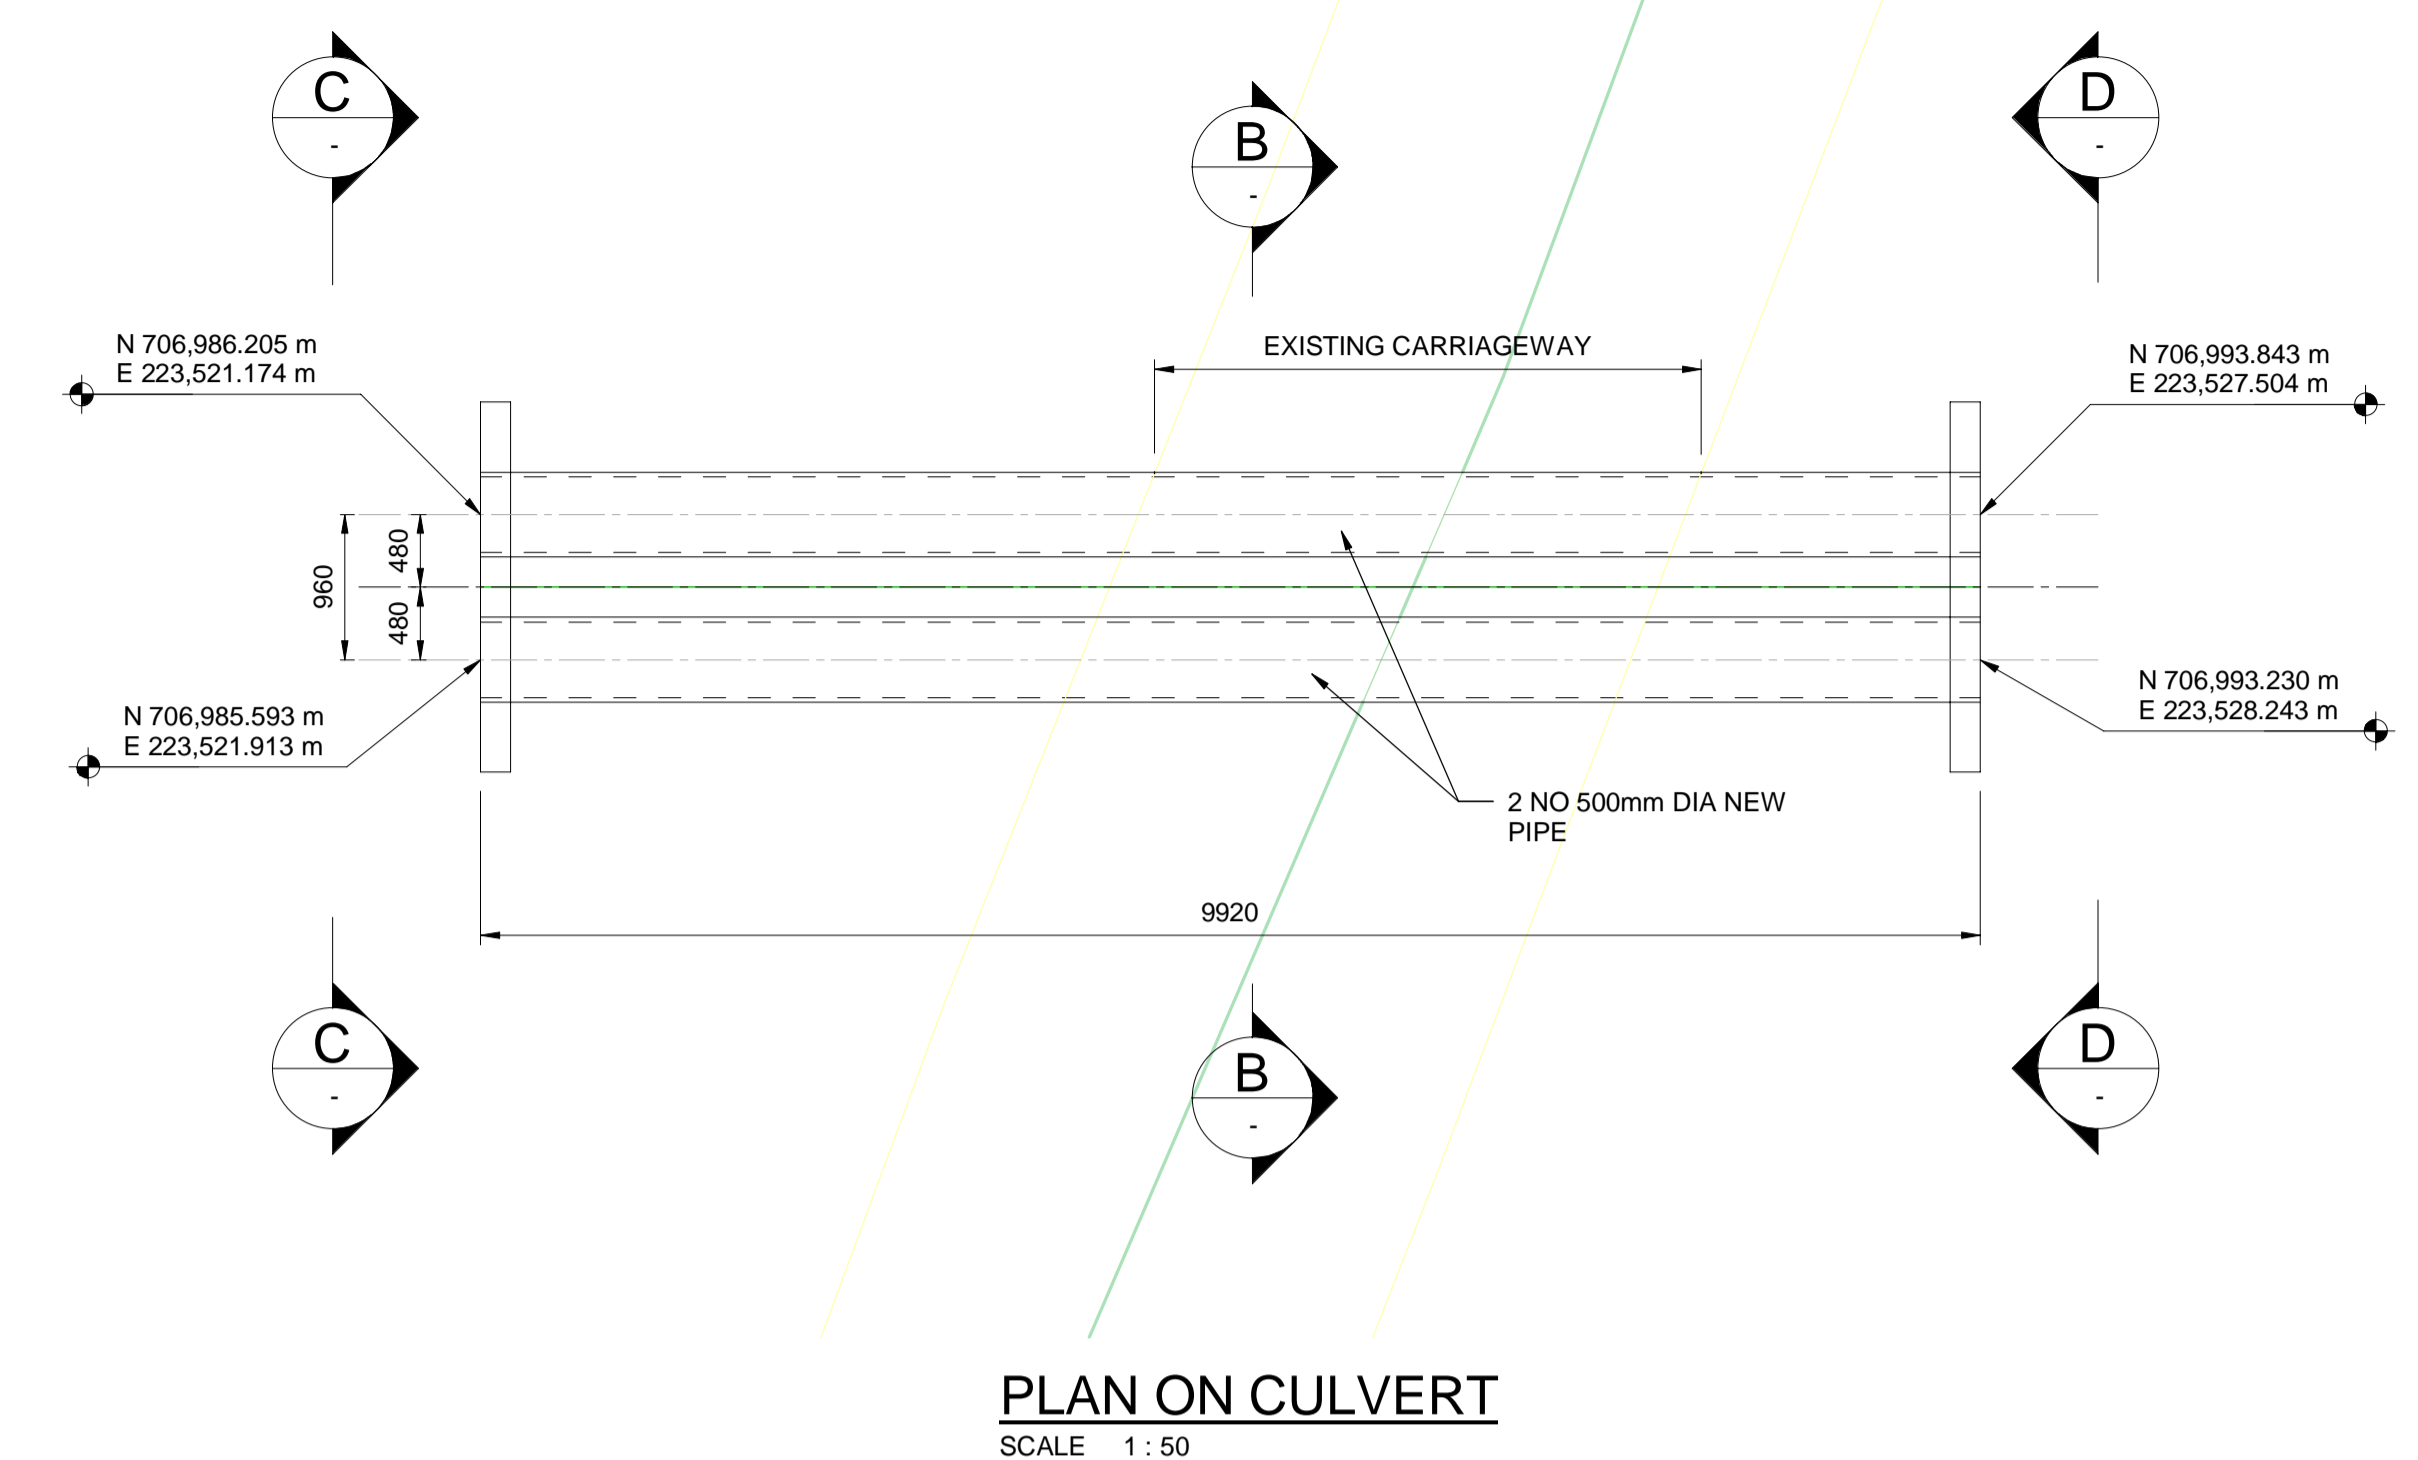 C
-
B
-
D
-
N 706,986.205 m
E 223,521.174 m
EXISTING CARRIAGEWAY
N 706,993.843 m
E 223,527.504 m
960
480
480
N 706,985.593 m
E 223,521.913 m
N 706,993.230 m
E 223,528.243 m
2 NO 500mm DIA NEW
PIPE
9920
C
-
B
-
D
-
PLAN ON CULVERT
SCALE 1 : 50